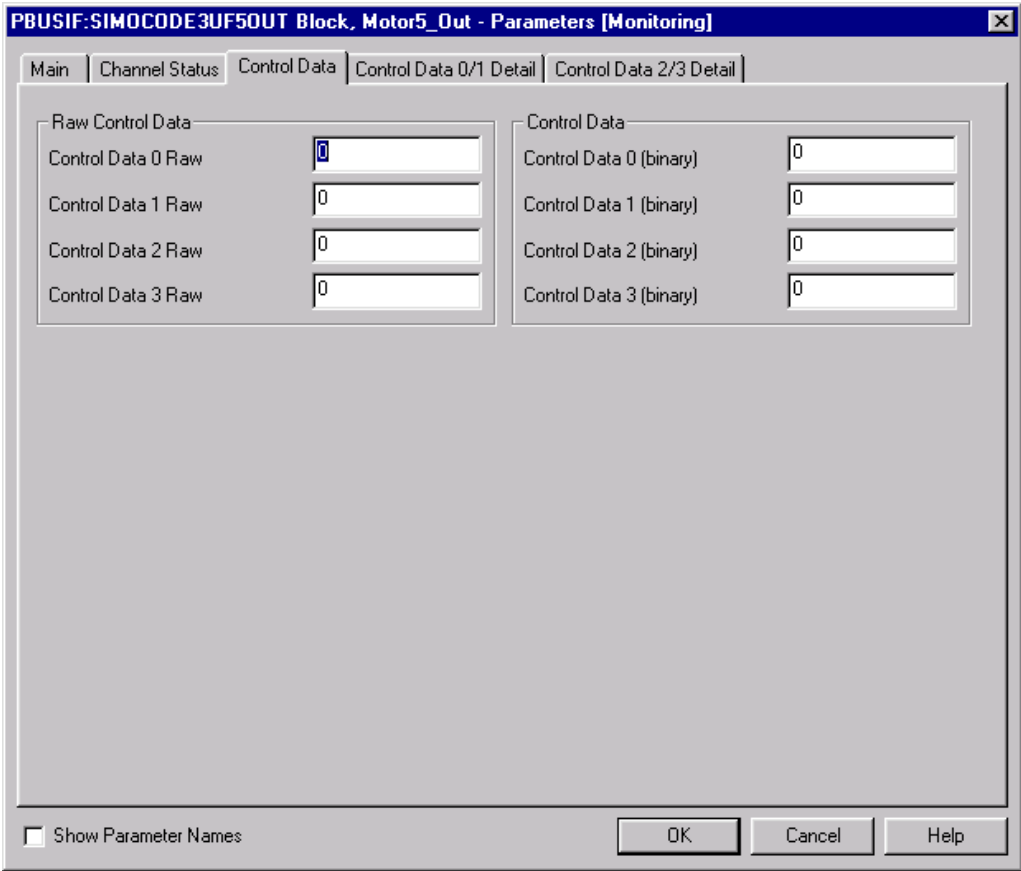 PBUSIF:SIMOCODE3UF5OUT Block, Motor5_Out - Parameters [Monitoring]
Main Channel Status Control Data Control Data 0/1 Detail Control Data 2/3 Detail
Raw Control Data
Control Data 0 Raw 0
Control Data 1 Raw 0
Control Data 2 Raw 0
Control Data 3 Raw 0
Control Data
Control Data 0 (binary) 0
Control Data 1 (binary) 0
Control Data 2 (binary) 0
Control Data 3 (binary) 0
Show Parameter Names OK Cancel Help